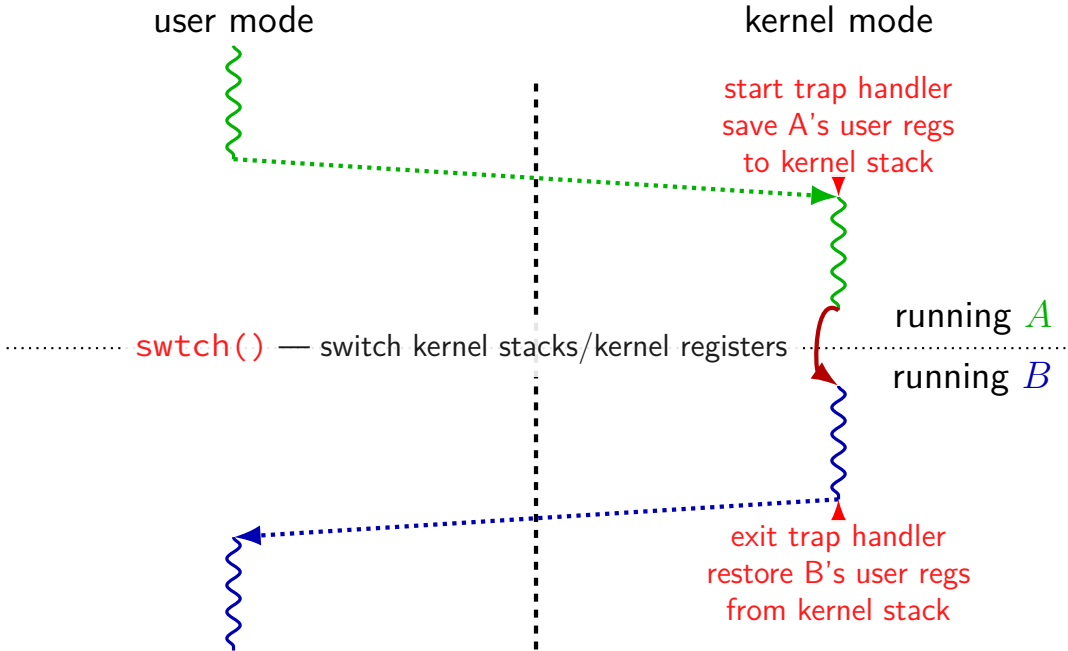 user mode
kernel mode
start trap handler
save A's user regs
to kernel stack
running A
swtch() — switch kernel stacks/kernel registers
running B
exit trap handler
restore B's user regs
from kernel stack